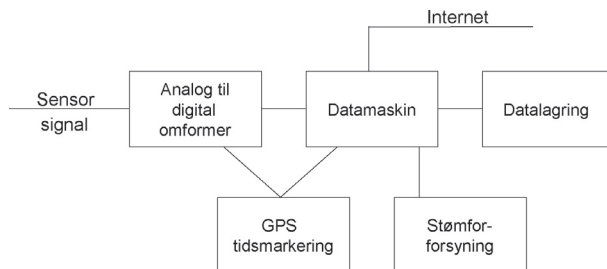 Internet
Sensor
signal
Analog til
digital
omformer
Datamaskin
Datalagring
GPS
tidsmarkering
Stømfor-
forsyning